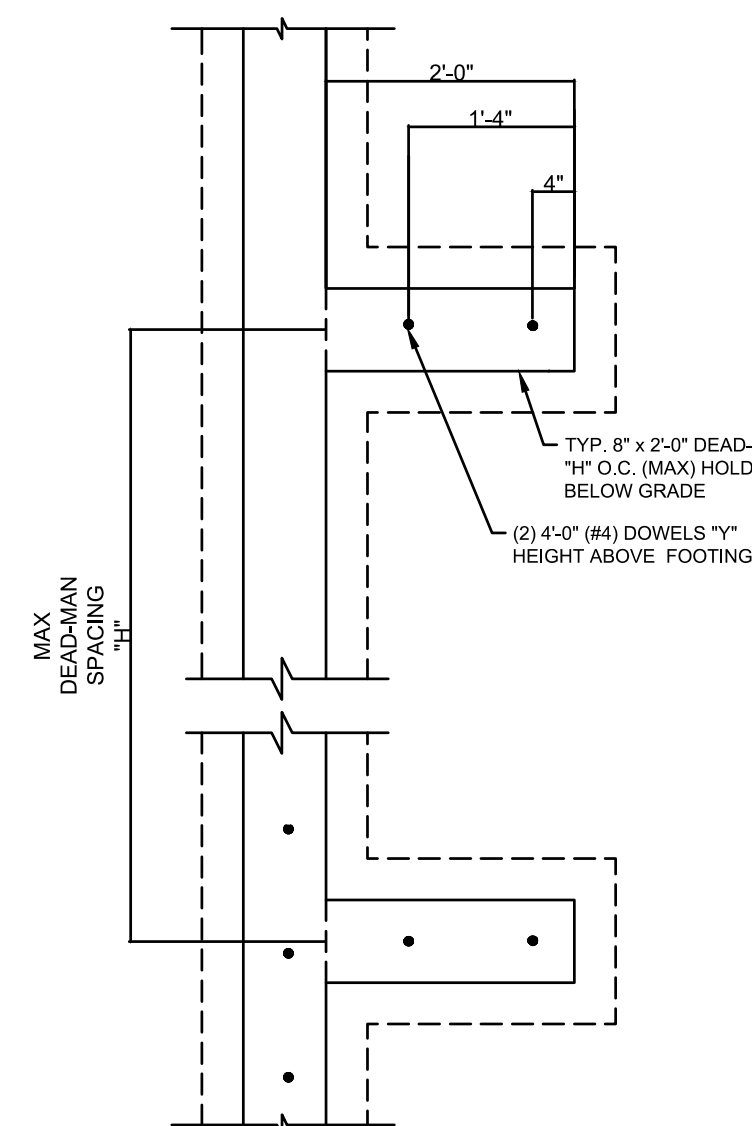 2'-0"
1'-4"
4"
TYP. 8" x 2'-0" DEAD-
"H" O.C. (MAX) HOLD
BELOW GRADE
(2) 4'-0" (#4) DOWELS "Y"
HEIGHT ABOVE FOOTING
MAX
DEAD-MAN
SPACING
"H"